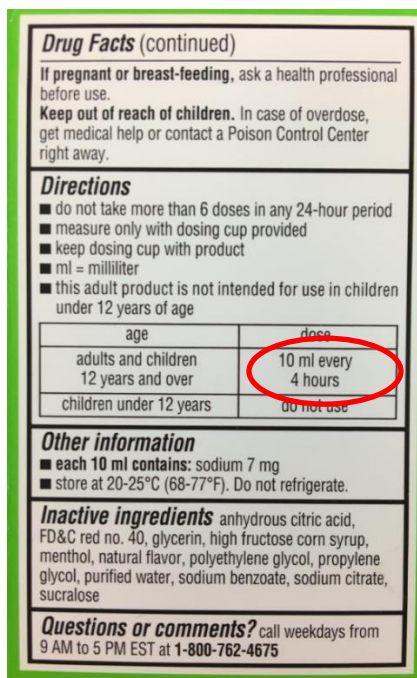 Drug Facts (continued)
If pregnant or breast-feeding, ask a health professional
before use.
Keep out of reach of children. In case of overdose,
get medical help or contact a Poison Control Center
right away.
Directions
■ do not take more than 6 doses in any 24-hour period
■ measure only with dosing cup provided
■ keep dosing cup with product
■ ml = milliliter
■ this adult product is not intended for use in children
under 12 years of age
age dose
adults and children 10 ml every
12 years and over 4 hours
children under 12 years do not use
Other information
■ each 10 ml contains: sodium 7 mg
■ store at 20-25°C (68-77°F). Do not refrigerate.
Inactive ingredients anhydrous citric acid,
FD&C red no. 40, glycerin, high fructose corn syrup,
menthol, natural flavor, polyethylene glycol, propylene
glycol, purified water, sodium benzoate, sodium citrate,
sucralose
Questions or comments? call weekdays from
9 AM to 5 PM EST at 1-800-762-4675